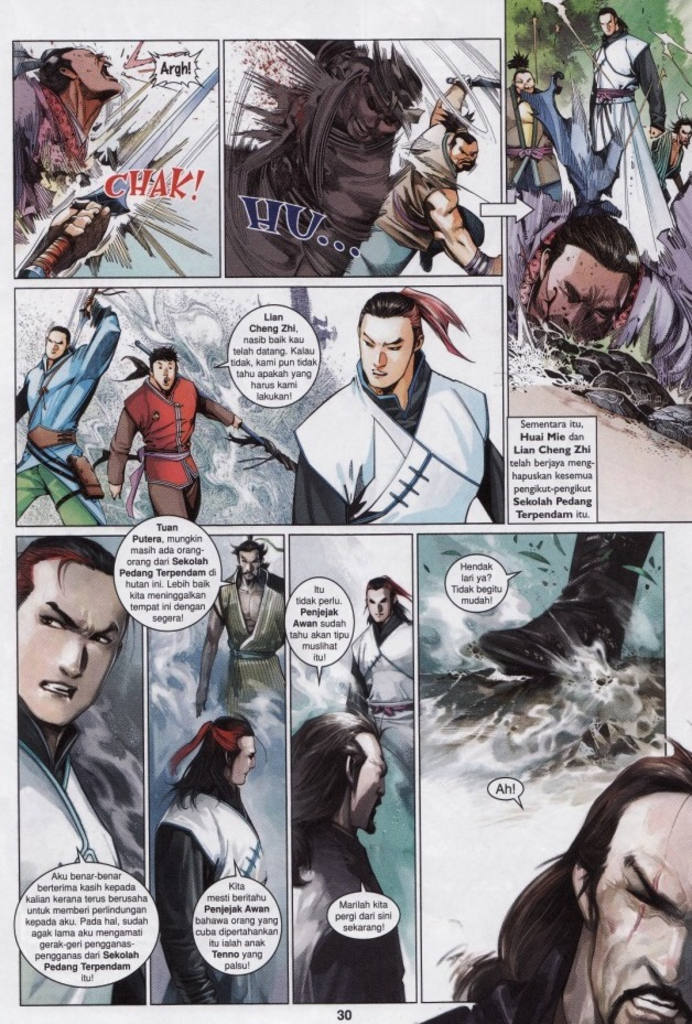 Argh!
CHAK!
HU...
Sementara itu,
Huai Mie dan
Lian Cheng Zhi
telah berjaya meng-
hapuskan kesemua
pengikut-pengikut
Sekolah Pedang
Terpendam itu.
Lian
Cheng Zhi,
nasib baik kau
telah datang. Kalau
tidak, kami pun tidak
tahu apakah yang
harus kami
lakukan!
Aku benar-benar
berterima kasih kepada
kalian kerana terus berusaha
untuk memberi perlindungan
kepada aku. Pada hal, sudah
agak lama aku mengamati
gerak-geri pengganas-
pengganas dari Sekolah
Pedang Terpendam
itu!
Tuan
Putera, mungkin
masih ada orang-
orang dari Sekolah
Pedang Terpendam di
hutan ini. Lebih baik
kita meninggalkan
tempat ini dengan
segera!
Kita
mesti beritahu
Penjejak Awan
bahawa orang yang
cuba dipertahankan
itu ialah anak
Tenno
yang
palsu!
Itu
tidak perlu.
Penjejak
Awan sudah
tahu akan tipu
muslihat
itu!
Marilah kita
pergi dari sini
sekarang!
Hendak
lari ya?
Tidak begitu
mudah!
Ah!
30